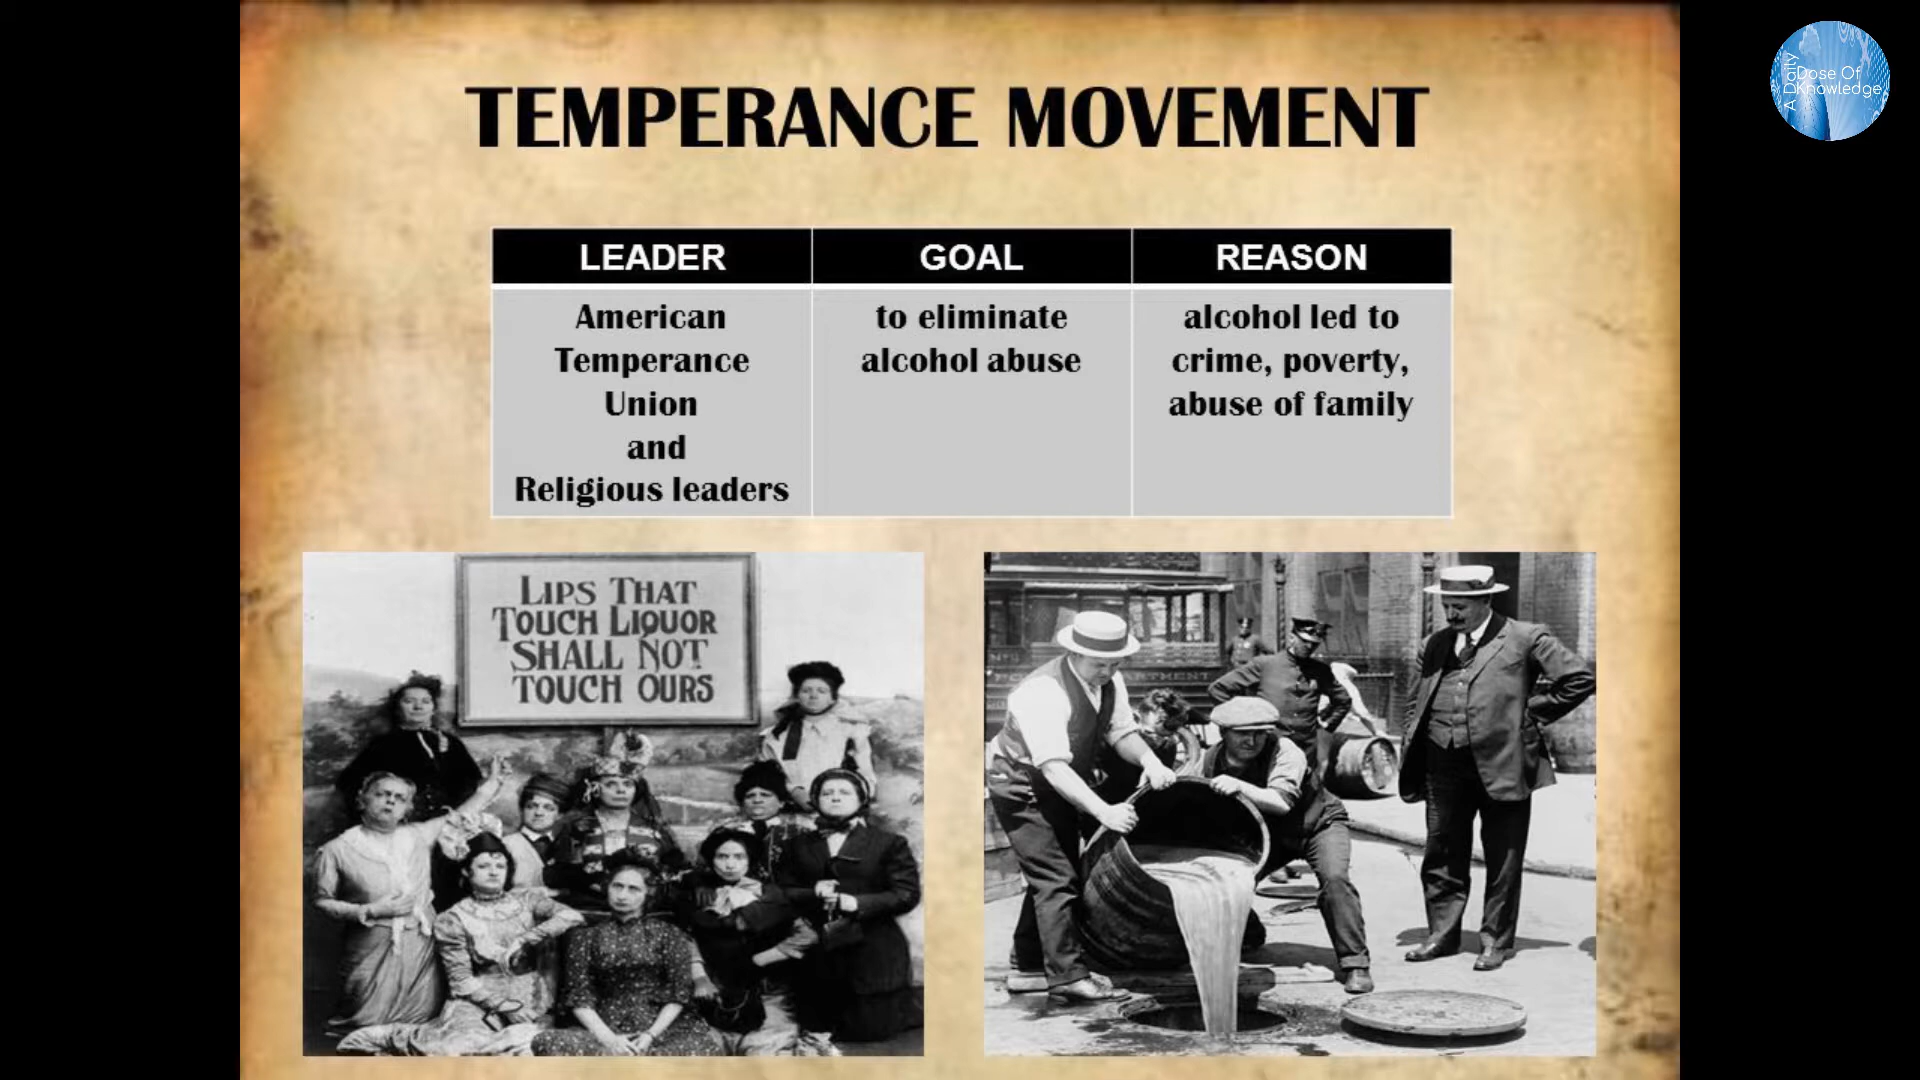 TEMPERANCE MOVEMENT
LEADER GOAL REASON
American
Temperance
Union
and
Religious leaders
to eliminate
alcohol abuse
alcohol led to
crime, poverty,
abuse of family
LIPS THAT
TOUCH LIQUOR
SHALL NOT
TOUCH OURS
A Daily
Dose Of
Knowledge